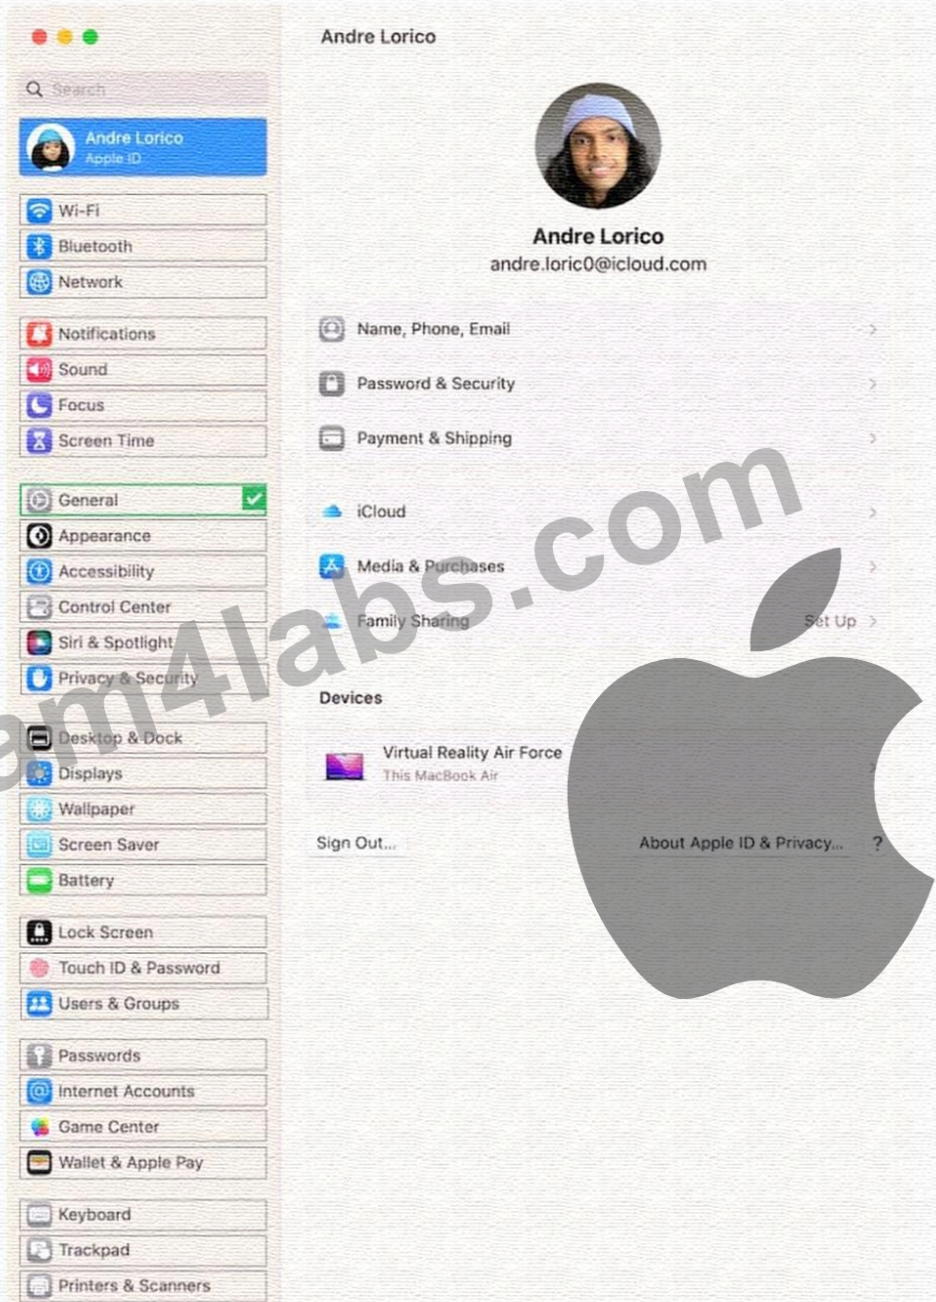 Andre Lorico
Search
Andre Lorico
Apple ID
Wi-Fi
Bluetooth
Network
Notifications
Sound
Focus
Screen Time
General
Appearance
Accessibility
Control Center
Siri & Spotlight
Privacy & Security
Desktop & Dock
Displays
Wallpaper
Screen Saver
Battery
Lock Screen
Touch ID & Password
Users & Groups
Passwords
Internet Accounts
Game Center
Wallet & Apple Pay
Keyboard
Trackpad
Printers & Scanners
Andre Lorico
andre.loric0@icloud.com
Name, Phone, Email
Password & Security
Payment & Shipping
iCloud
Media & Purchases
Family Sharing Set Up
Devices
Virtual Reality Air Force
This MacBook Air
Sign Out... About Apple ID & Privacy... ?
am4labs.com